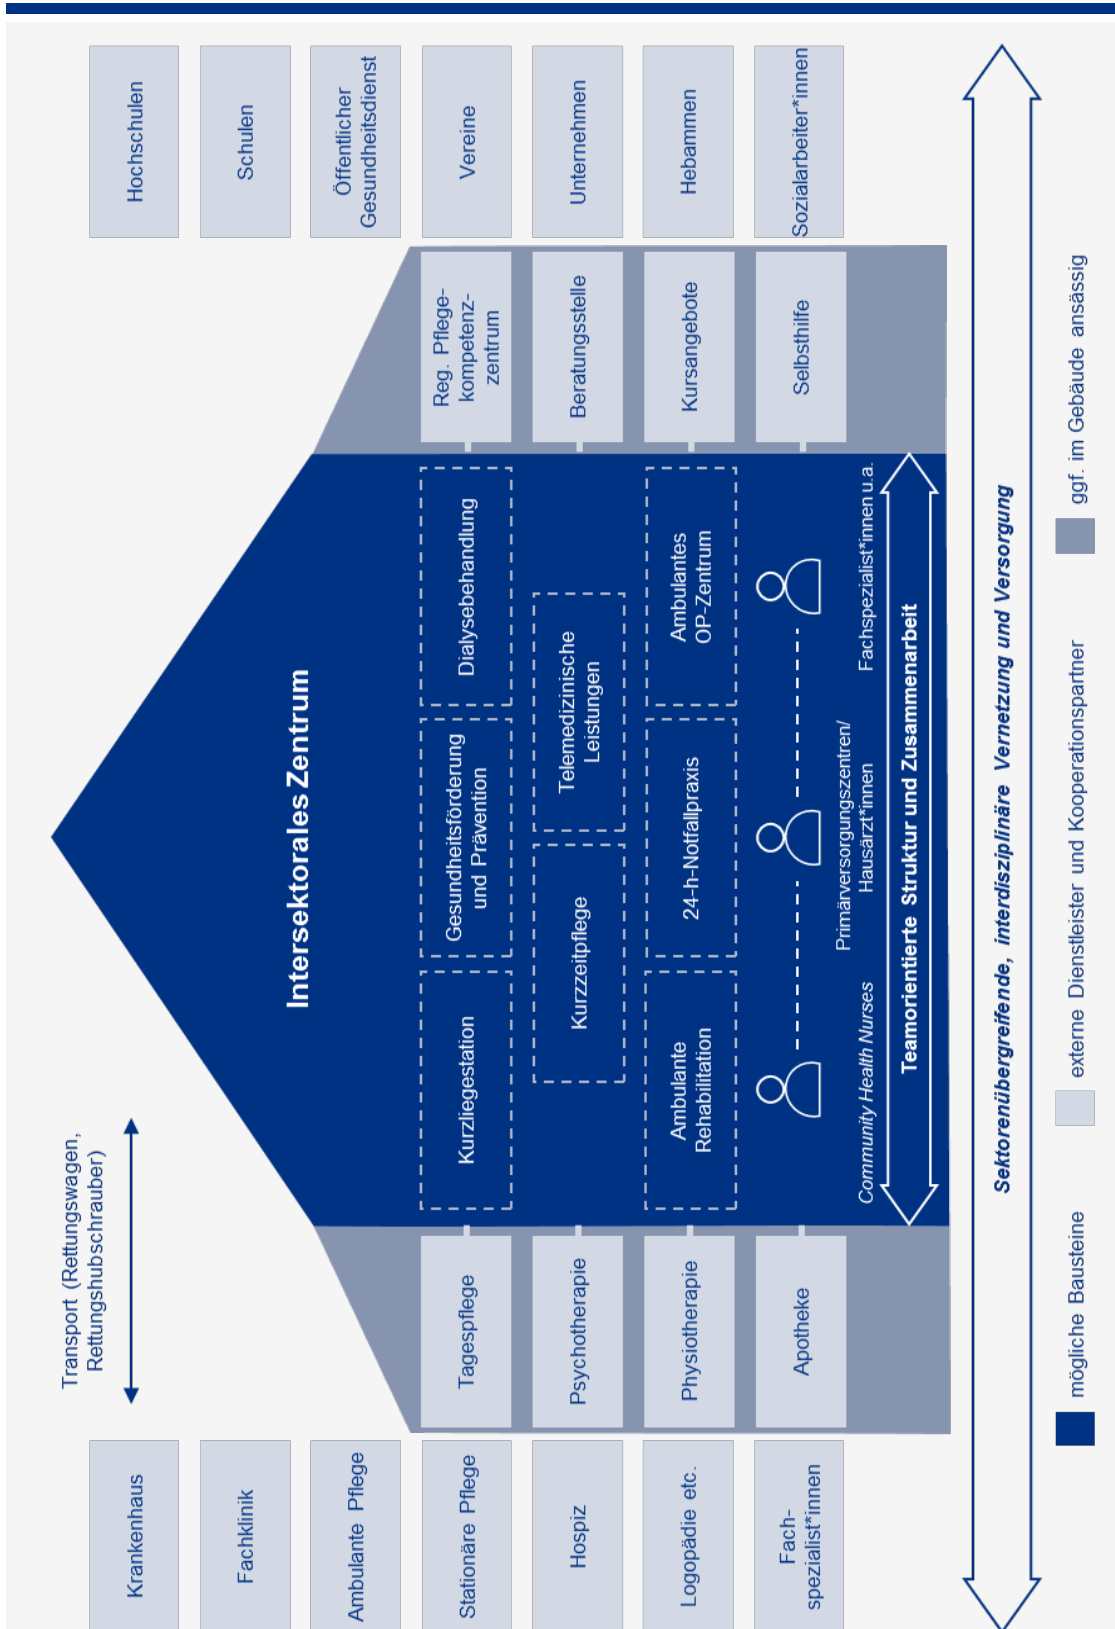 Transport (Rettungswagen,
Rettungshubschrauber)
Intersektorales Zentrum
Krankenhaus
Fachklinik
Ambulante Pflege
Stationäre Pflege
Hospiz
Logopädie etc.
Fach-
spezialist*innen
Tagespflege
Psychotherapie
Physiotherapie
Apotheke
Kurzliegestation
Gesundheitsförderung
und Prävention
Dialysebehandlung
Kurzzeitpflege
Telemedizinische
Leistungen
Ambulante
Rehabilitation
24-h-Notfallpraxis
Ambulantes
OP-Zentrum
Community Health Nurses
Primärversorgungszentren/
Hausärzt*innen
Fachspezialist*innen u.a.
Teamorientierte Struktur und Zusammenarbeit
Reg. Pflege-
kompetenz-
zentrum
Beratungsstelle
Kursangebote
Selbsthilfe
Hochschulen
Schulen
Öffentlicher
Gesundheitsdienst
Vereine
Unternehmen
Hebammen
Sozialarbeiter*innen
Sektorenübergreifende, interdisziplinäre Vernetzung und Versorgung
mögliche Bausteine
externe Dienstleister und Kooperationspartner
ggf. im Gebäude ansässig